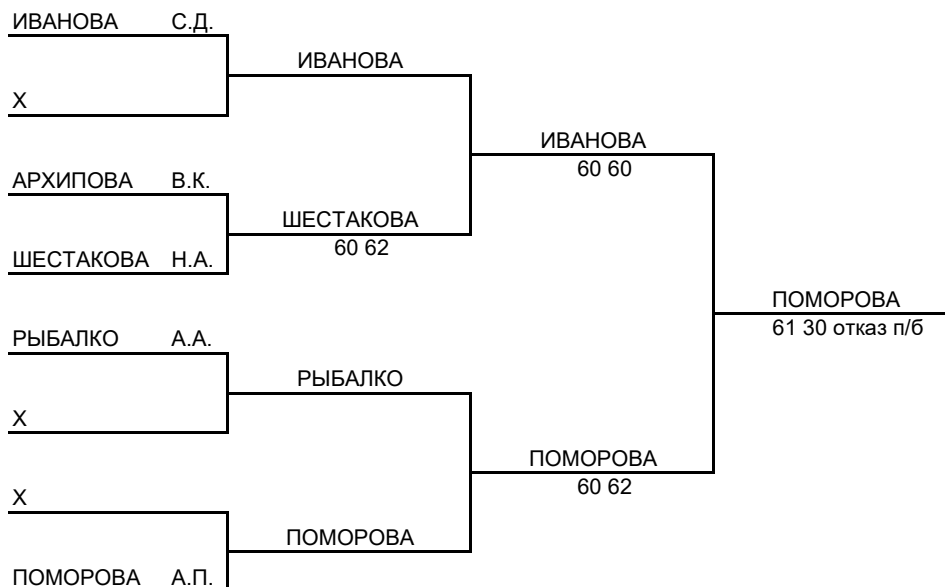 ИВАНОВА С.Д.
ИВАНОВА
Х
ИВАНОВА
60 60
АРХИПОВА В.К.
ШЕСТАКОВА
60 62
ШЕСТАКОВА Н.А.
ПОМОРОВА
61 30 отказ п/б
РЫБАЛКО А.А.
РЫБАЛКО
Х
ПОМОРОВА
60 62
Х
ПОМОРОВА
ПОМОРОВА А.П.